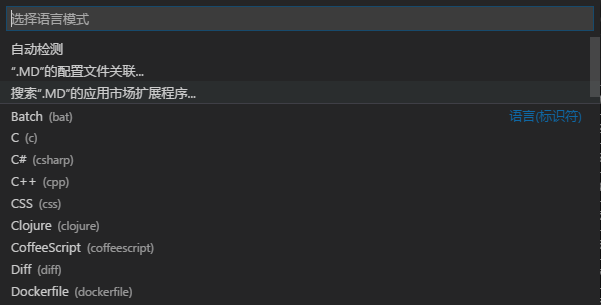 选择语言模式
自动检测
“.MD”的配置文件关联...
搜索“.MD”的应用市场扩展程序...
Batch (bat) 语言(标识符)
C (c)
C# (csharp)
C++ (cpp)
CSS (css)
Clojure (clojure)
CoffeeScript (coffeescript)
Diff (diff)
Dockerfile (dockerfile)